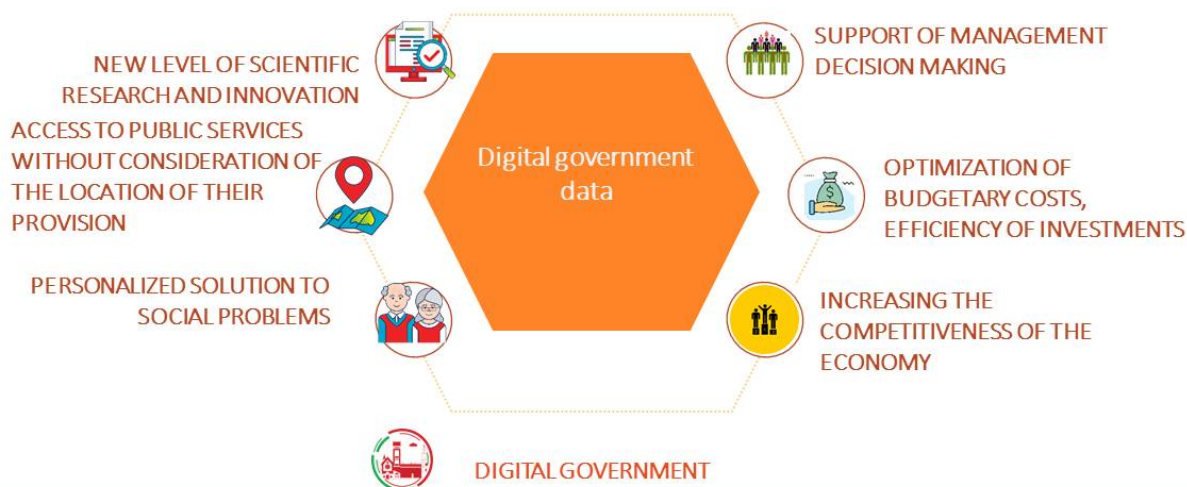 NEW LEVEL OF SCIENTIFIC
RESEARCH AND INNOVATION
ACCESS TO PUBLIC SERVICES
WITHOUT CONSIDERATION OF
THE LOCATION OF THEIR
PROVISION
PERSONALIZED SOLUTION TO
SOCIAL PROBLEMS
Digital government
data
SUPPORT OF MANAGEMENT
DECISION MAKING
OPTIMIZATION OF
BUDGETARY COSTS,
EFFICIENCY OF INVESTMENTS
INCREASING THE
COMPETITIVENESS OF THE
ECONOMY
DIGITAL GOVERNMENT